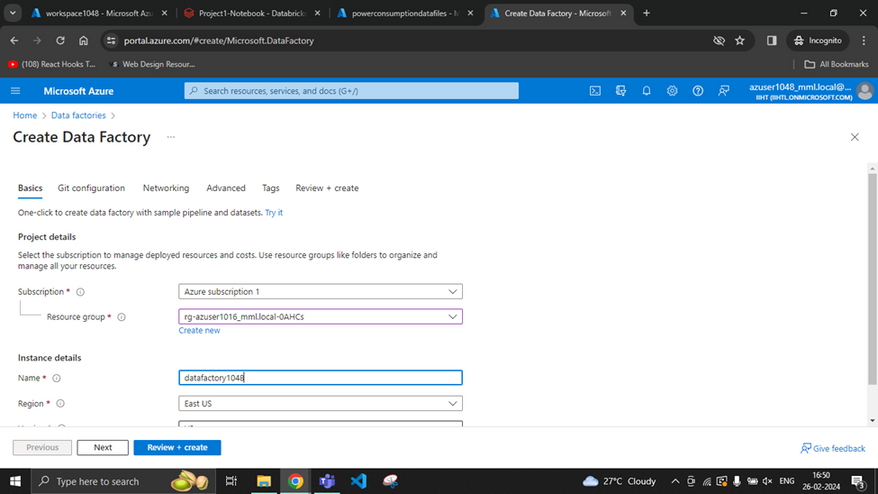 workspace1048 - Microsoft Azu
Project1-Notebook - Databricks
powerconsumptiondatafiles - M
Create Data Factory - Microsoft
portal.azure.com/#create/Microsoft.DataFactory
Incognito
(108) React Hooks T...
Web Design Resour...
All Bookmarks
Microsoft Azure
Search resources, services, and docs (G+/)
azuser1048_mml.local@...
IIHT (IIHTLONMICROSOFT.COM)
Home > Data factories >
Create Data Factory ...
Basics
Git configuration
Networking
Advanced
Tags
Review + create
One-click to create data factory with sample pipeline and datasets. Try it
Project details
Select the subscription to manage deployed resources and costs. Use resource groups like folders to organize and
manage all your resources.
Subscription *
Azure subscription 1
Resource group *
rg-azuser1016_mml.local-0AHCs
Create new
Instance details
Name *
datafactory1048
Region *
East US
Previous
Next
Review + create
Give feedback
Type here to search
27°C Cloudy
ENG
16:50
26-02-2024
3